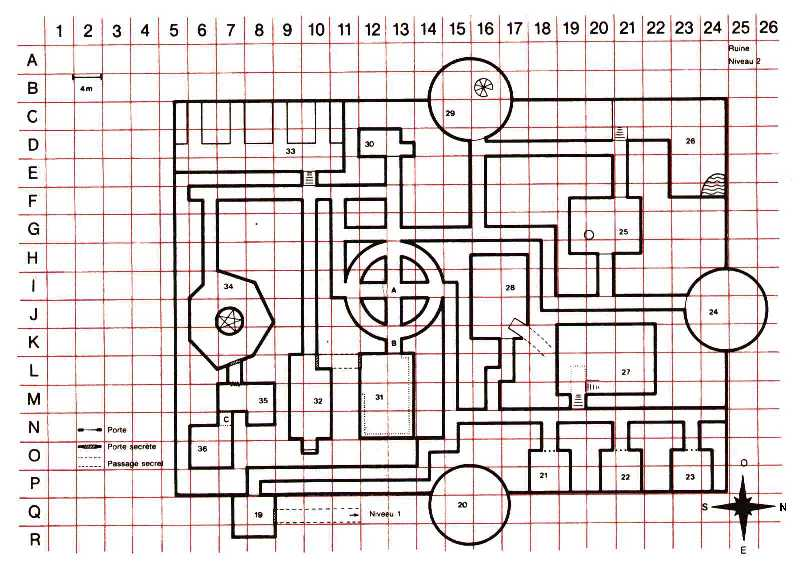 1 2 3 4 5 6 7 8 9 10 11 12 13 14 15 16 17 18 19 20 21 22 23 24 25 26
A
Ruine
Niveau 2
B
4m
C
29
D
30
26
33
E
F
G
25
H
I
34
A
28
J
24
K
B
L
27
M
35
32
31
N
C
Porte
O
36
Porte secrète
Passage secret
21
22
23
P
O
Q
19
Niveau 1
20
S
N
R
E